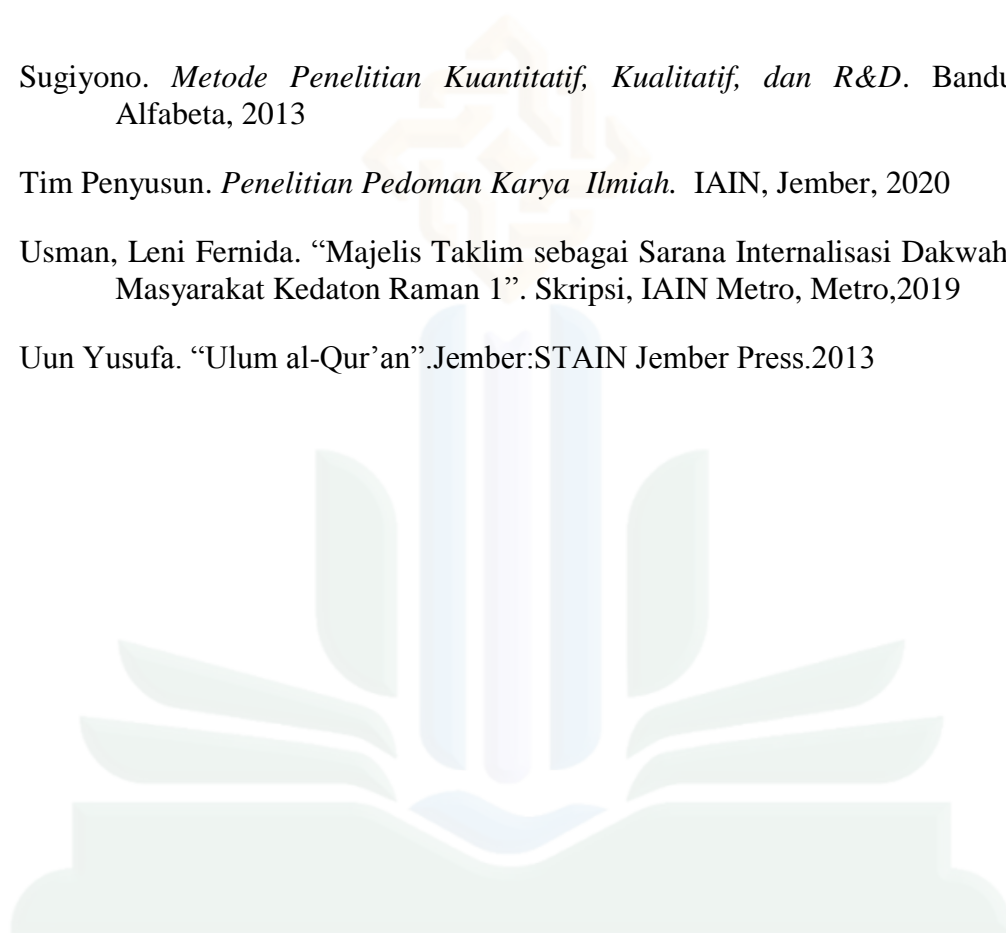 Sugiyono. Metode Penelitian Kuantitatif, Kualitatif, dan R&D. Bandu
Alfabeta, 2013
Tim Penyusun. Penelitian Pedoman Karya Ilmiah. IAIN, Jember, 2020
Usman, Leni Fernida. “Majelis Taklim sebagai Sarana Internalisasi Dakwah
Masyarakat Kedaton Raman 1”. Skripsi, IAIN Metro, Metro,2019
Uun Yusufa. “Ulum al-Qur’an”.Jember:STAIN Jember Press.2013